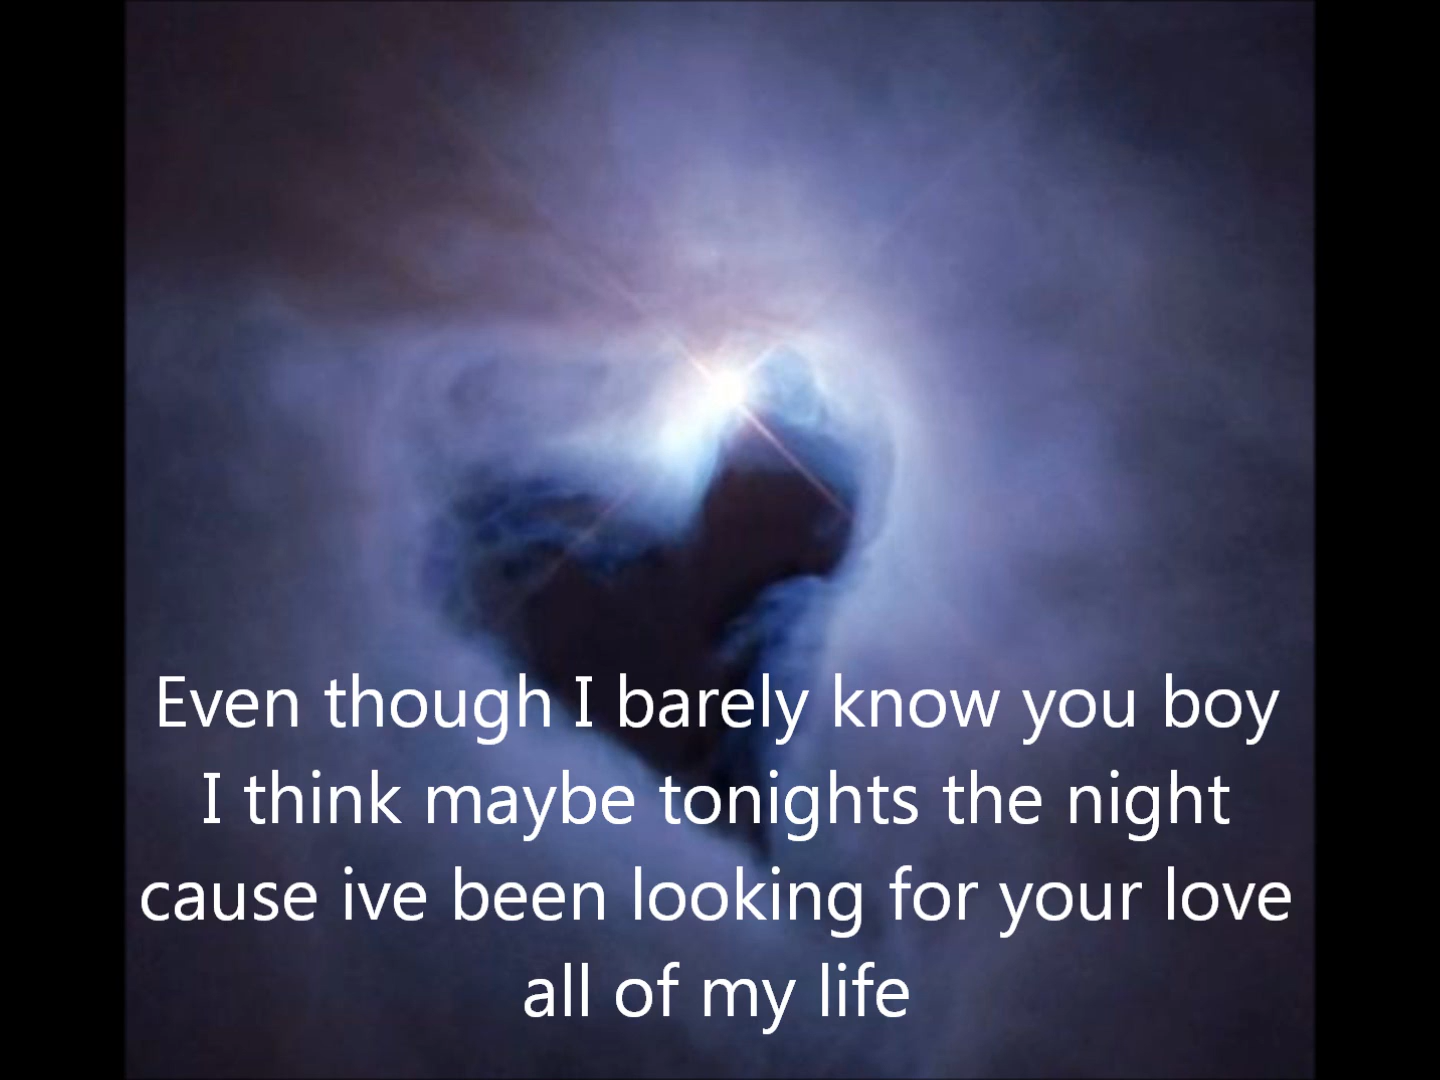 Even though I barely know you boy
I think maybe tonights the night
cause ive been looking for your love
all of my life